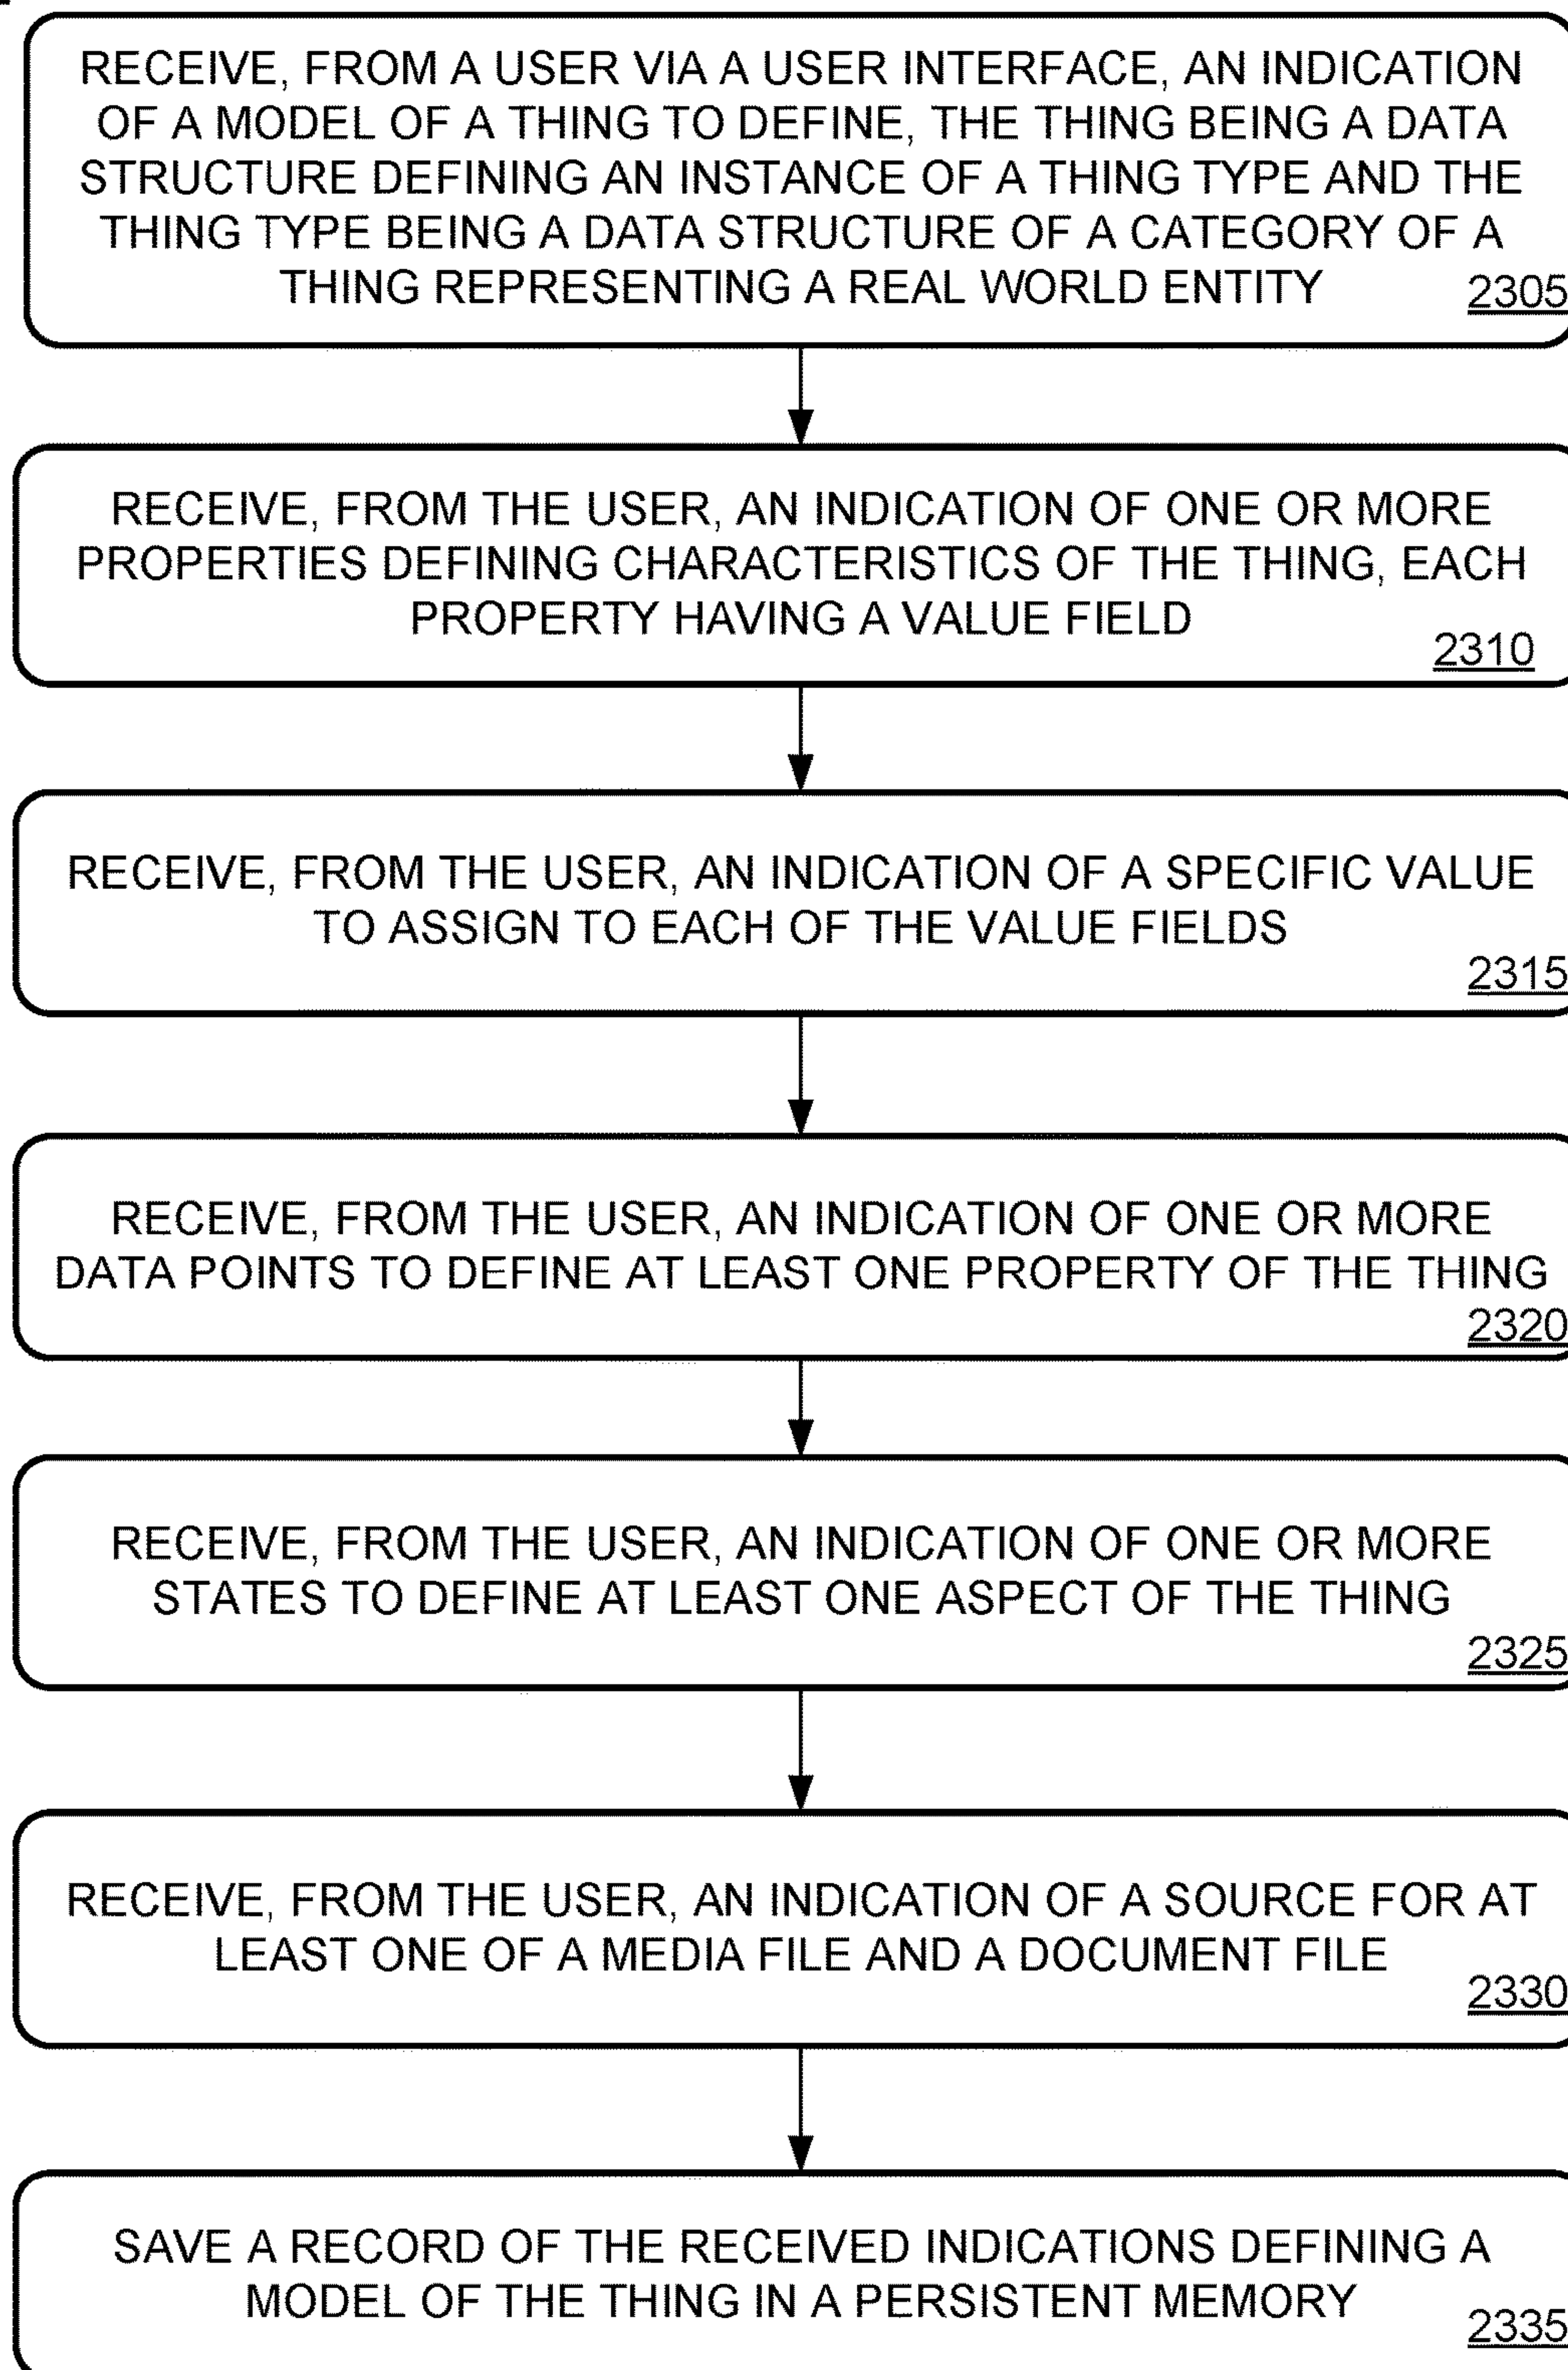 RECEIVE, FROM A USER VIA A USER INTERFACE, AN INDICATION
OF A MODEL OF A THING TO DEFINE, THE THING BEING A DATA
STRUCTURE DEFINING AN INSTANCE OF A THING TYPE AND THE
THING TYPE BEING A DATA STRUCTURE OF A CATEGORY OF A
THING REPRESENTING A REAL WORLD ENTITY
2305
RECEIVE, FROM THE USER, AN INDICATION OF ONE OR MORE
PROPERTIES DEFINING CHARACTERISTICS OF THE THING, EACH
PROPERTY HAVING A VALUE FIELD
2310
RECEIVE, FROM THE USER, AN INDICATION OF A SPECIFIC VALUE
TO ASSIGN TO EACH OF THE VALUE FIELDS
2315
RECEIVE, FROM THE USER, AN INDICATION OF ONE OR MORE
DATA POINTS TO DEFINE AT LEAST ONE PROPERTY OF THE THING
2320
RECEIVE, FROM THE USER, AN INDICATION OF ONE OR MORE
STATES TO DEFINE AT LEAST ONE ASPECT OF THE THING
2325
RECEIVE, FROM THE USER, AN INDICATION OF A SOURCE FOR AT
LEAST ONE OF A MEDIA FILE AND A DOCUMENT FILE
2330
SAVE A RECORD OF THE RECEIVED INDICATIONS DEFINING A
MODEL OF THE THING IN A PERSISTENT MEMORY
2335